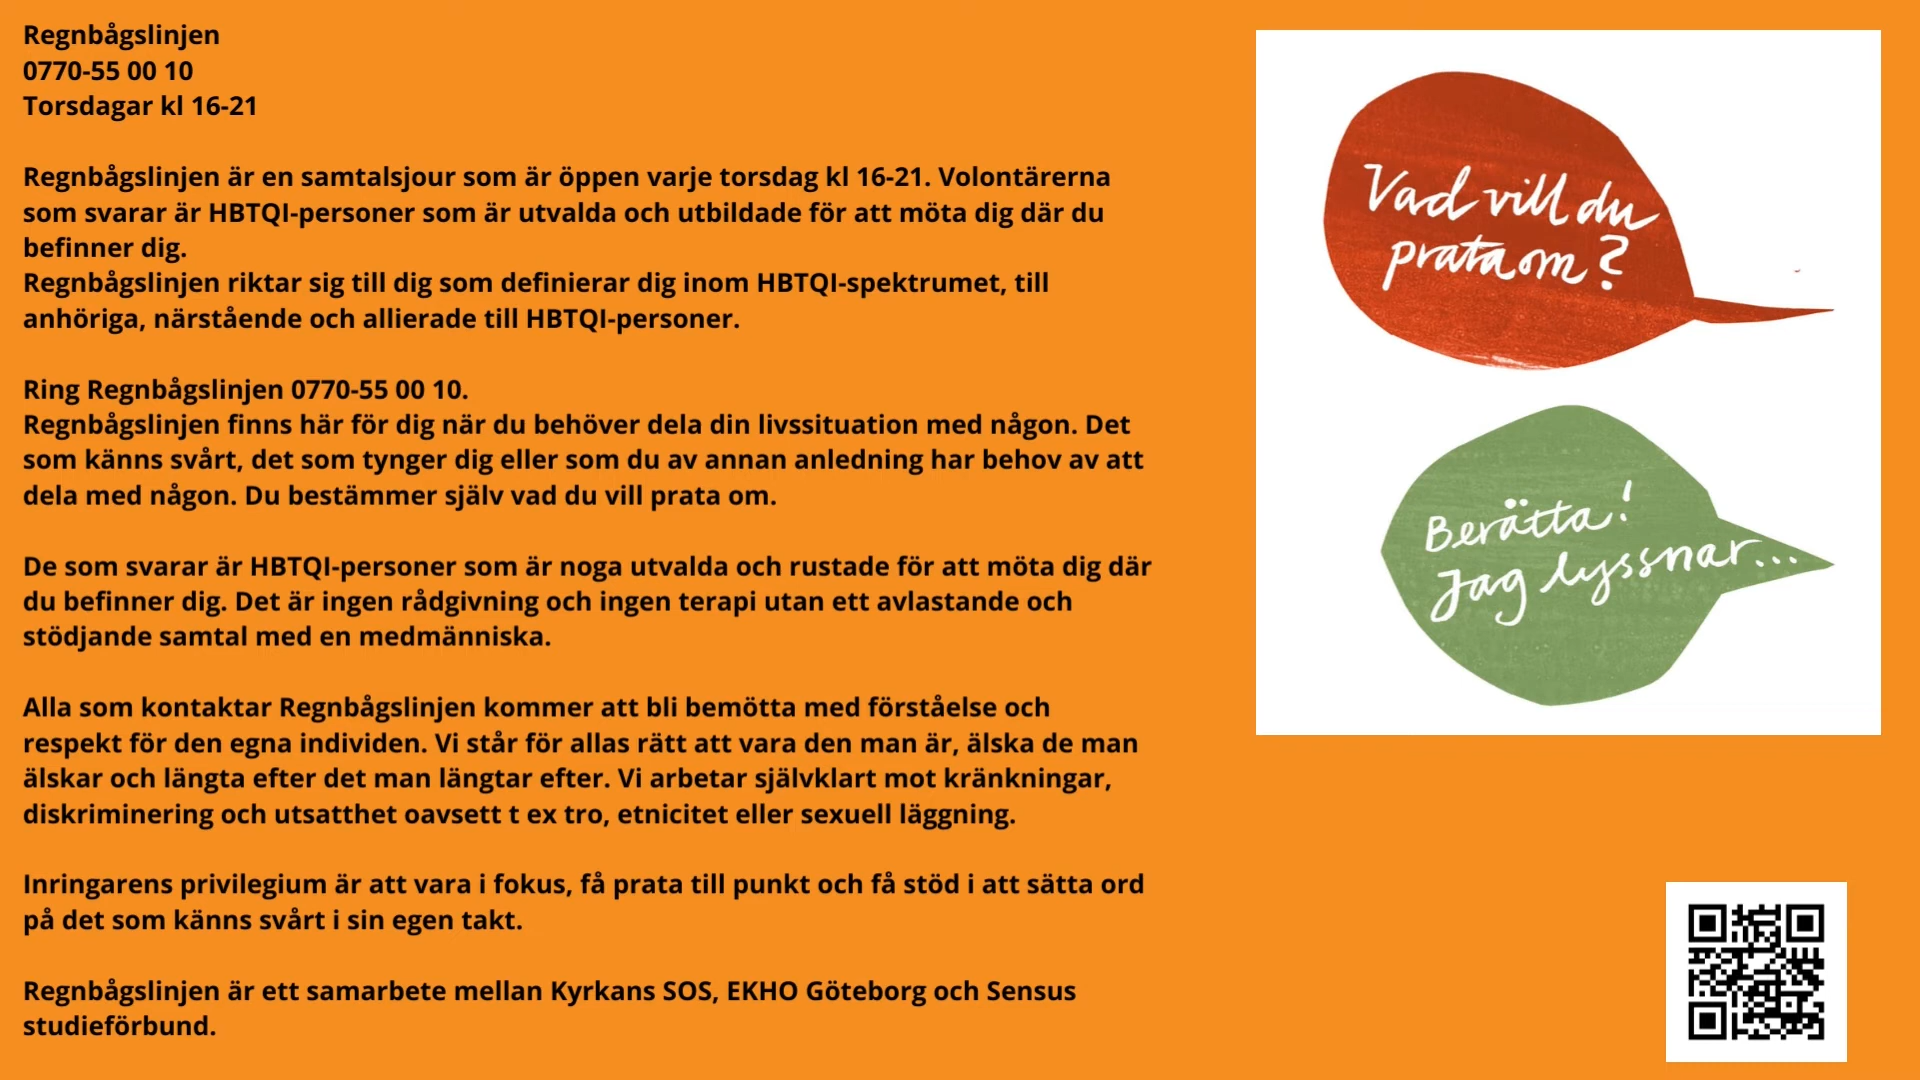 Regnbågslinjen
0770-55 00 10
Torsdagar kl 16-21
Regnbågslinjen är en samtalsjour som är öppen varje torsdag kl 16-21. Volontärerna
som svarar är HBTQI-personer som är utvalda och utbildade för att möta dig där du
befinner dig.
Regnbågslinjen riktar sig till dig som definierar dig inom HBTQI-spektrumet, till
anhöriga, närstående och allierade till HBTQI-personer.
Ring Regnbågslinjen 0770-55 00 10.
Regnbågslinjen finns här för dig när du behöver dela din livssituation med någon. Det
som känns svårt, det som tynger dig eller som du av annan anledning har behov av att
dela med någon. Du bestämmer själv vad du vill prata om.
De som svarar är HBTQI-personer som är noga utvalda och rustade för att möta dig där
du befinner dig. Det är ingen rådgivning och ingen terapi utan ett avlastande och
stödjande samtal med en medmänniska.
Alla som kontaktar Regnbågslinjen kommer att bli bemötta med förståelse och
respekt för den egna individen. Vi står för allas rätt att vara den man är, älska de man
älskar och längta efter det man längtar efter. Vi arbetar självklart mot kränkningar,
diskriminering och utsatthet oavsett t ex tro, etnicitet eller sexuell läggning.
Inringarens privilegium är att vara i fokus, få prata till punkt och få stöd i att sätta ord
på det som känns svårt i sin egen takt.
Regnbågslinjen är ett samarbete mellan Kyrkans SOS, EKHO Göteborg och Sensus
studieförbund.
Vad vill du
prata om?
Berätta!
Jag lyssnar...